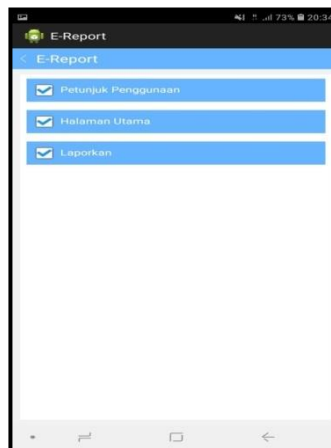 73% 20:34
E-Report
E-Report
Petunjuk Penggunaan
Halaman Utama
Laporkan